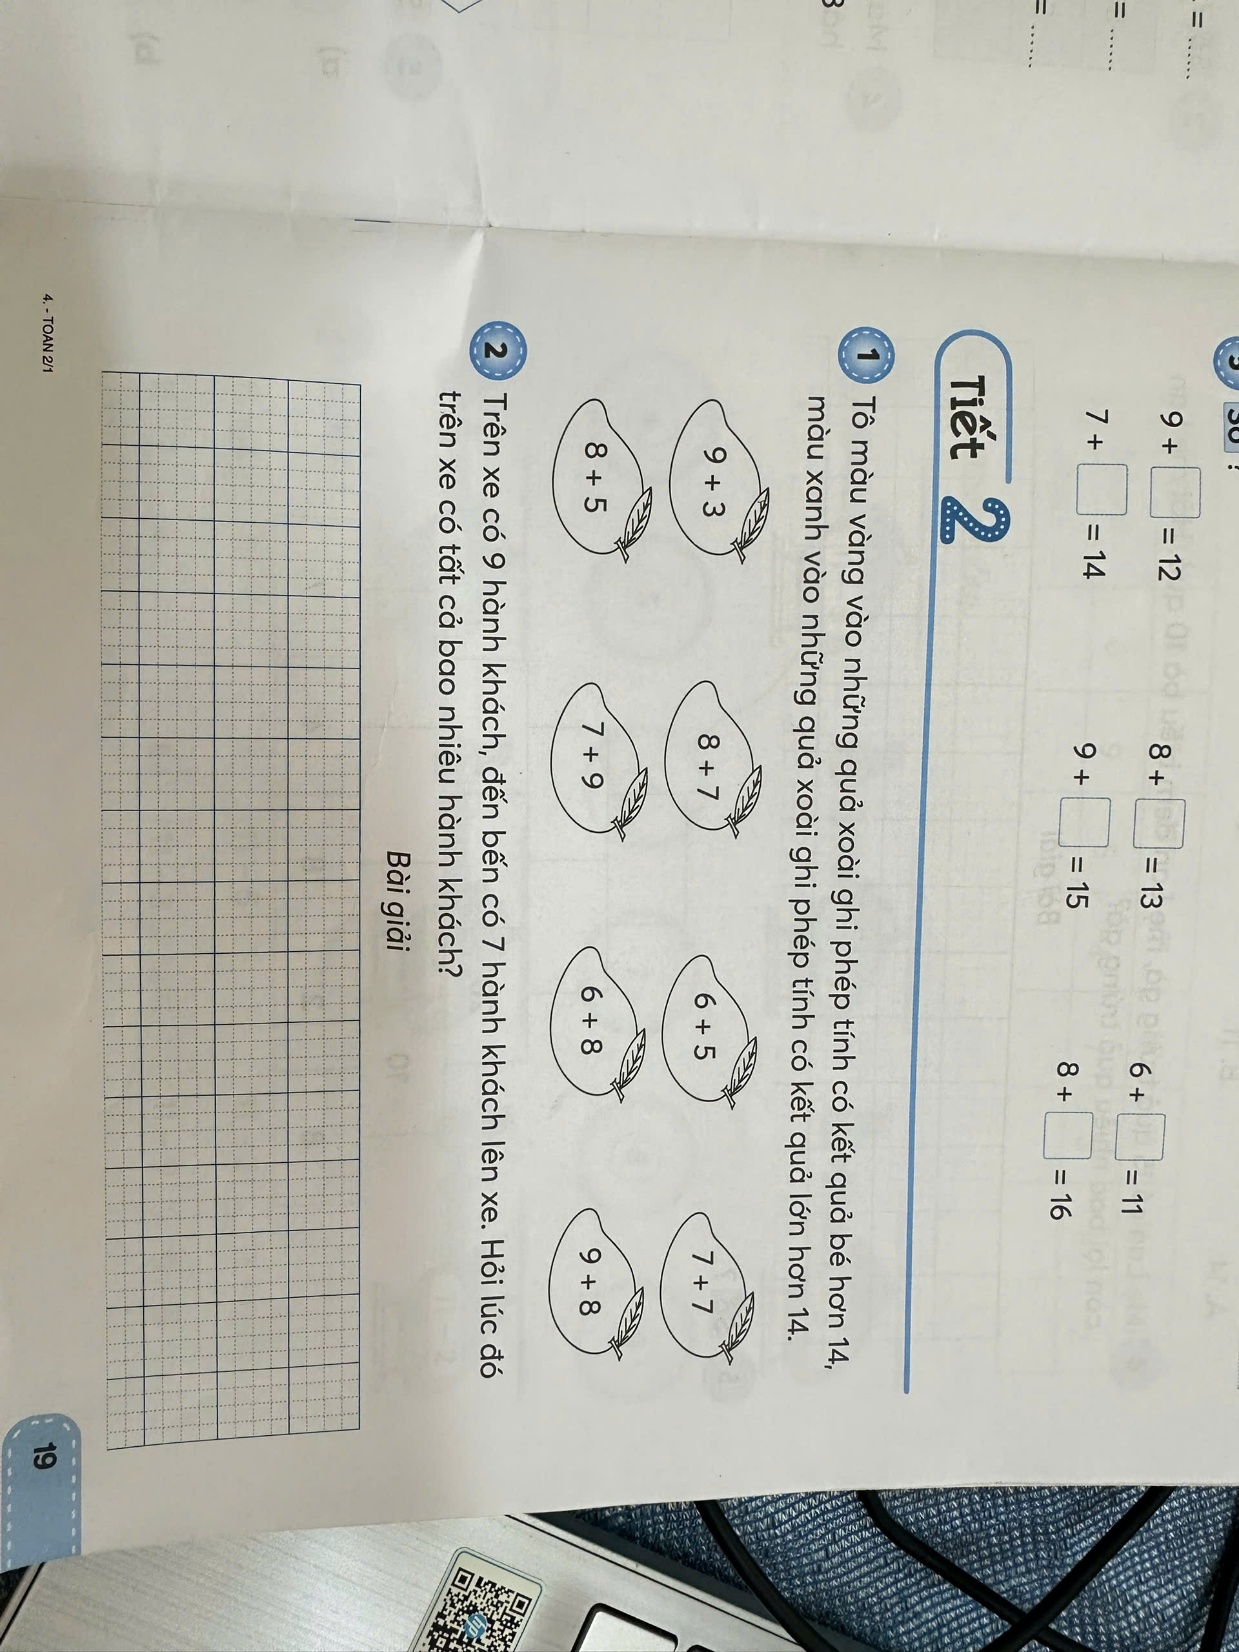 9 + = 12 8 + = 13 6 + = 11
7 + = 14 9 + = 15 8 + = 16
Tiết 2
1 Tô màu vàng vào những quả xoài ghi phép tính có kết quả bé hơn 14,
màu xanh vào những quả xoài ghi phép tính có kết quả lớn hơn 14.
9 + 3 8 + 7 6 + 5 7 + 7
8 + 5 7 + 9 6 + 8 9 + 8
2 Trên xe có 9 hành khách, đến bến có 7 hành khách lên xe. Hỏi lúc đó
trên xe có tất cả bao nhiêu hành khách?
Bài giải
4. - TOAN 2/1
19